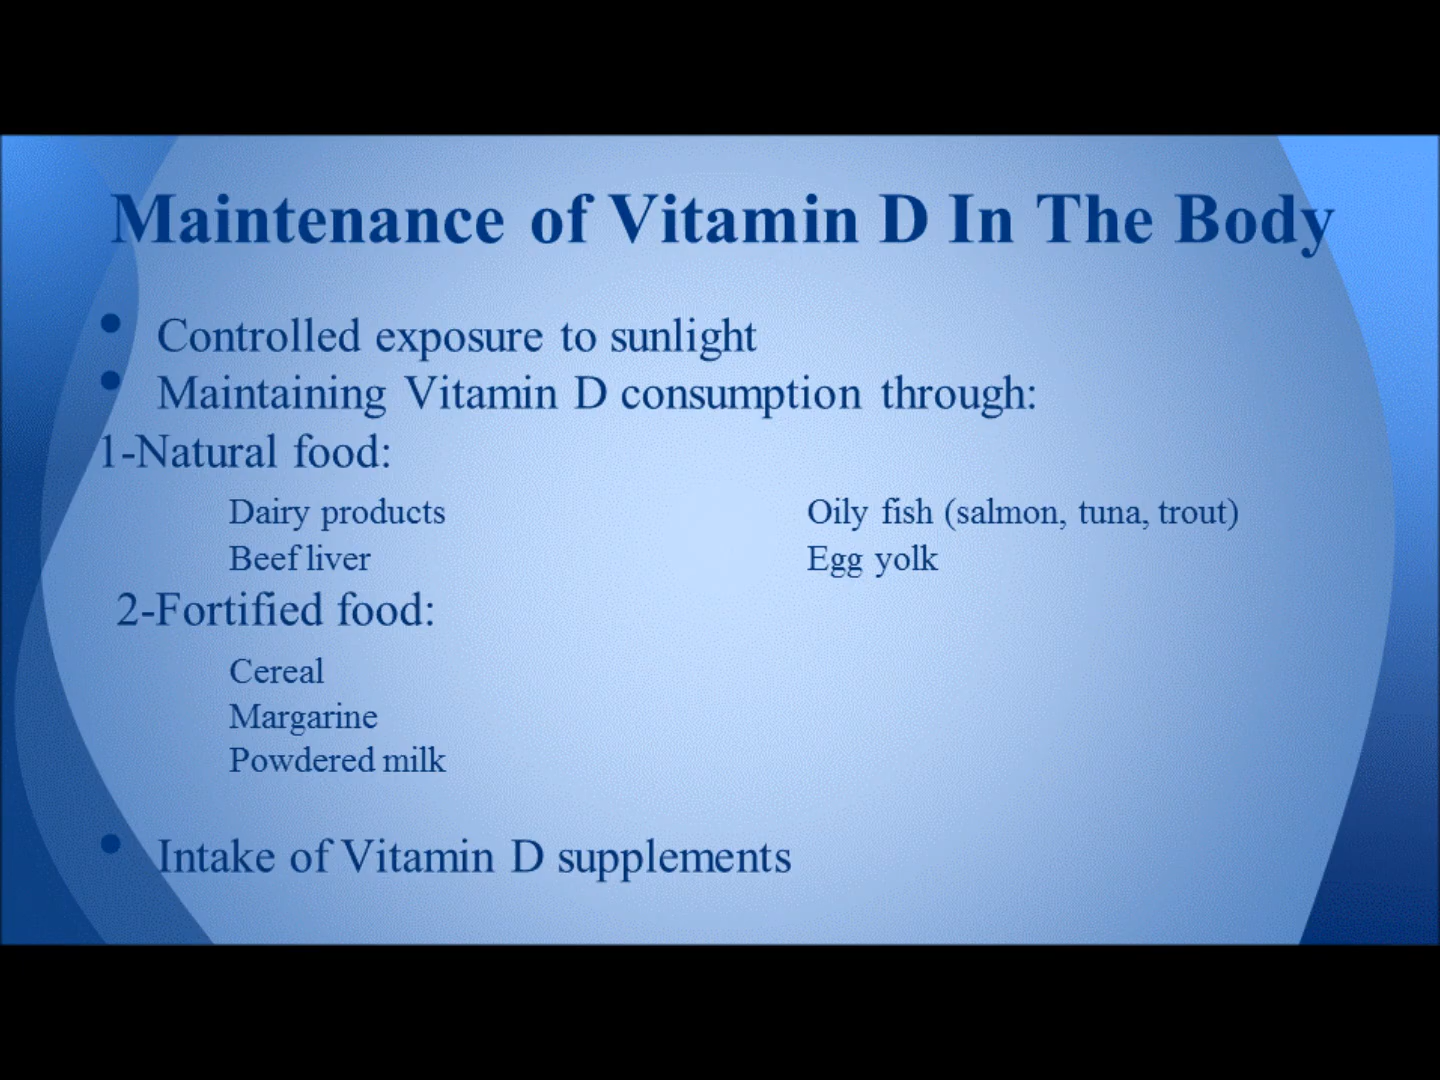 Maintenance of Vitamin D In The Body
• Controlled exposure to sunlight
• Maintaining Vitamin D consumption through:
1-Natural food:
Dairy products Oily fish (salmon, tuna, trout)
Beef liver Egg yolk
2-Fortified food:
Cereal
Margarine
Powdered milk
• Intake of Vitamin D supplements